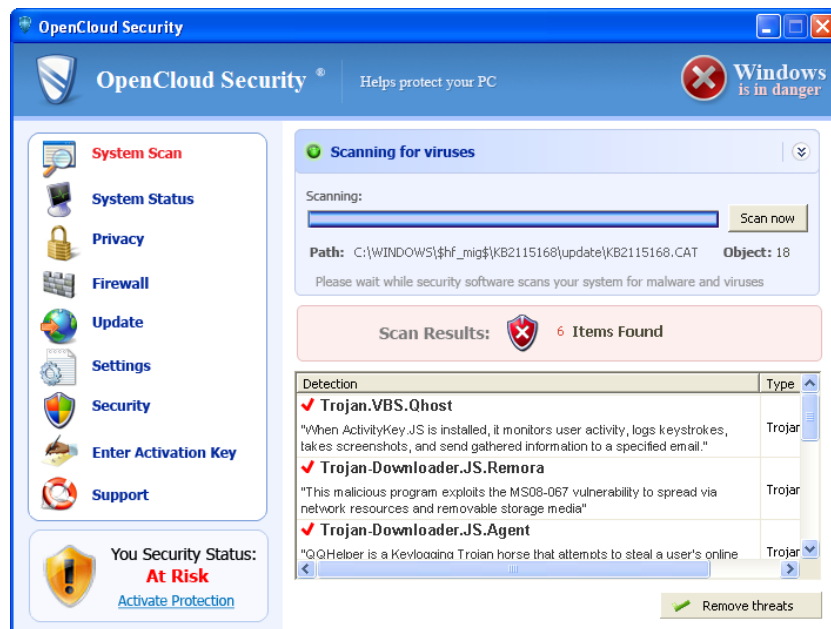 OpenCloud Security
OpenCloud Security ®
Helps protect your PC
Windows
is in danger
System Scan
System Status
Privacy
Firewall
Update
Settings
Security
Enter Activation Key
Support
You Security Status:
At Risk
Activate Protection
Scanning for viruses
Scanning:
Scan now
Path: C:\WINDOWS\$hf_mig$\KB2115168\update\KB2115168.CAT Object: 18
Please wait while security software scans your system for malware and viruses
Scan Results: 6 Items Found
Detection Type
Trojan.VBS.Qhost
"When ActivityKey.JS is installed, it monitors user activity, logs keystrokes, Trojar
takes screenshots, and send gathered information to a specified email."
Trojan-Downloader.JS.Remora
"This malicious program exploits the MS08-067 vulnerability to spread via Trojar
network resources and removable storage media"
Trojan-Downloader.JS.Agent
"QQHelper is a Keylogging Trojan horse that attempts to steal a user's online Trojar
Remove threats